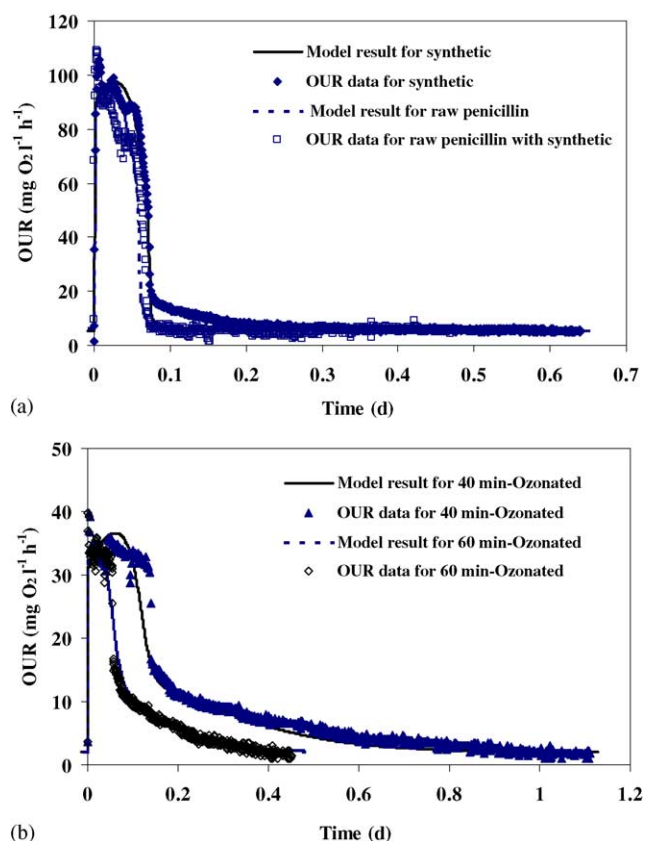 120
100
80
60
40
20
0
OUR (mg O₂l⁻¹ h⁻¹)
Model result for synthetic
OUR data for synthetic
Model result for raw penicillin
OUR data for raw penicillin with synthetic
0 0.1 0.2 0.3 0.4 0.5 0.6 0.7
(a) Time (d)
50
40
30
20
10
0
OUR (mg O₂l⁻¹ h⁻¹)
Model result for 40 min-Ozonated
OUR data for 40 min-Ozonated
Model result for 60 min-Ozonated
OUR data for 60 min-Ozonated
0 0.2 0.4 0.6 0.8 1 1.2
(b) Time (d)